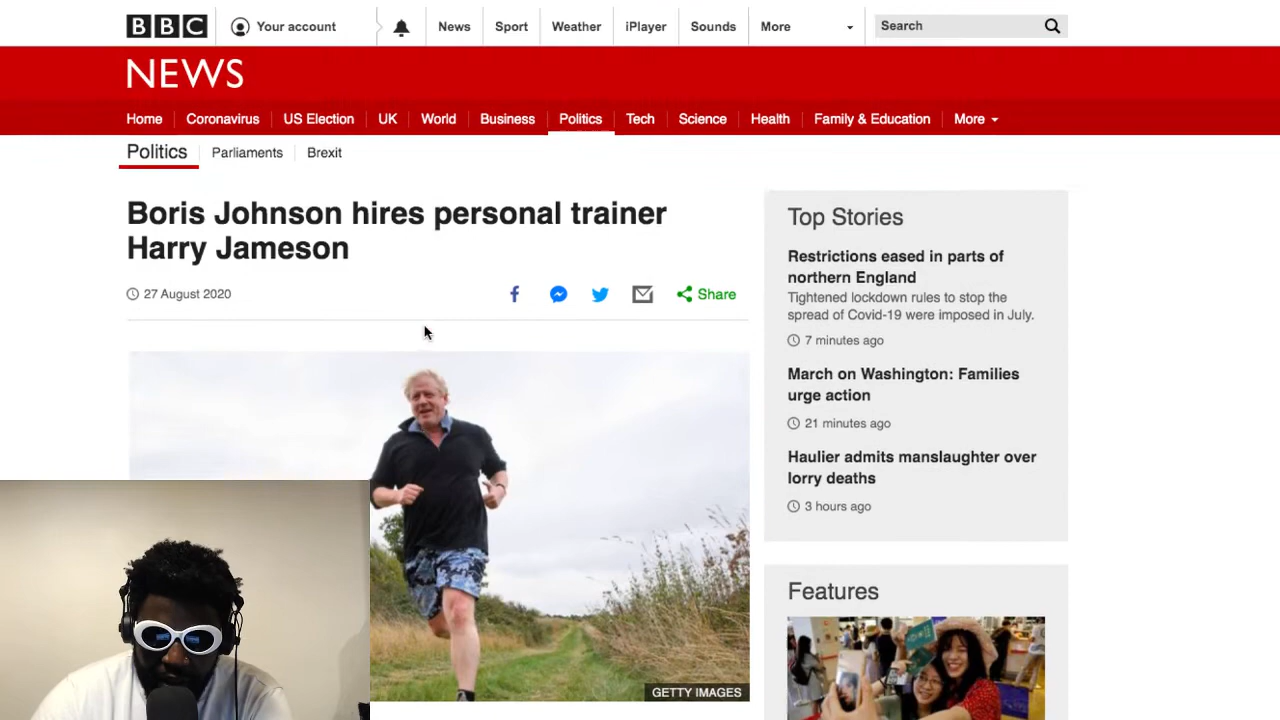 BBC
Your account
News
Sport
Weather
iPlayer
Sounds
More
Search
NEWS
Home
Coronavirus
US Election
UK
World
Business
Politics
Tech
Science
Health
Family & Education
More
Politics
Parliaments
Brexit
Boris Johnson hires personal trainer
Harry Jameson
27 August 2020
Share
GETTY IMAGES
Top Stories
Restrictions eased in parts of
northern England
Tightened lockdown rules to stop the
spread of Covid-19 were imposed in July.
7 minutes ago
March on Washington: Families
urge action
21 minutes ago
Haulier admits manslaughter over
lorry deaths
3 hours ago
Features